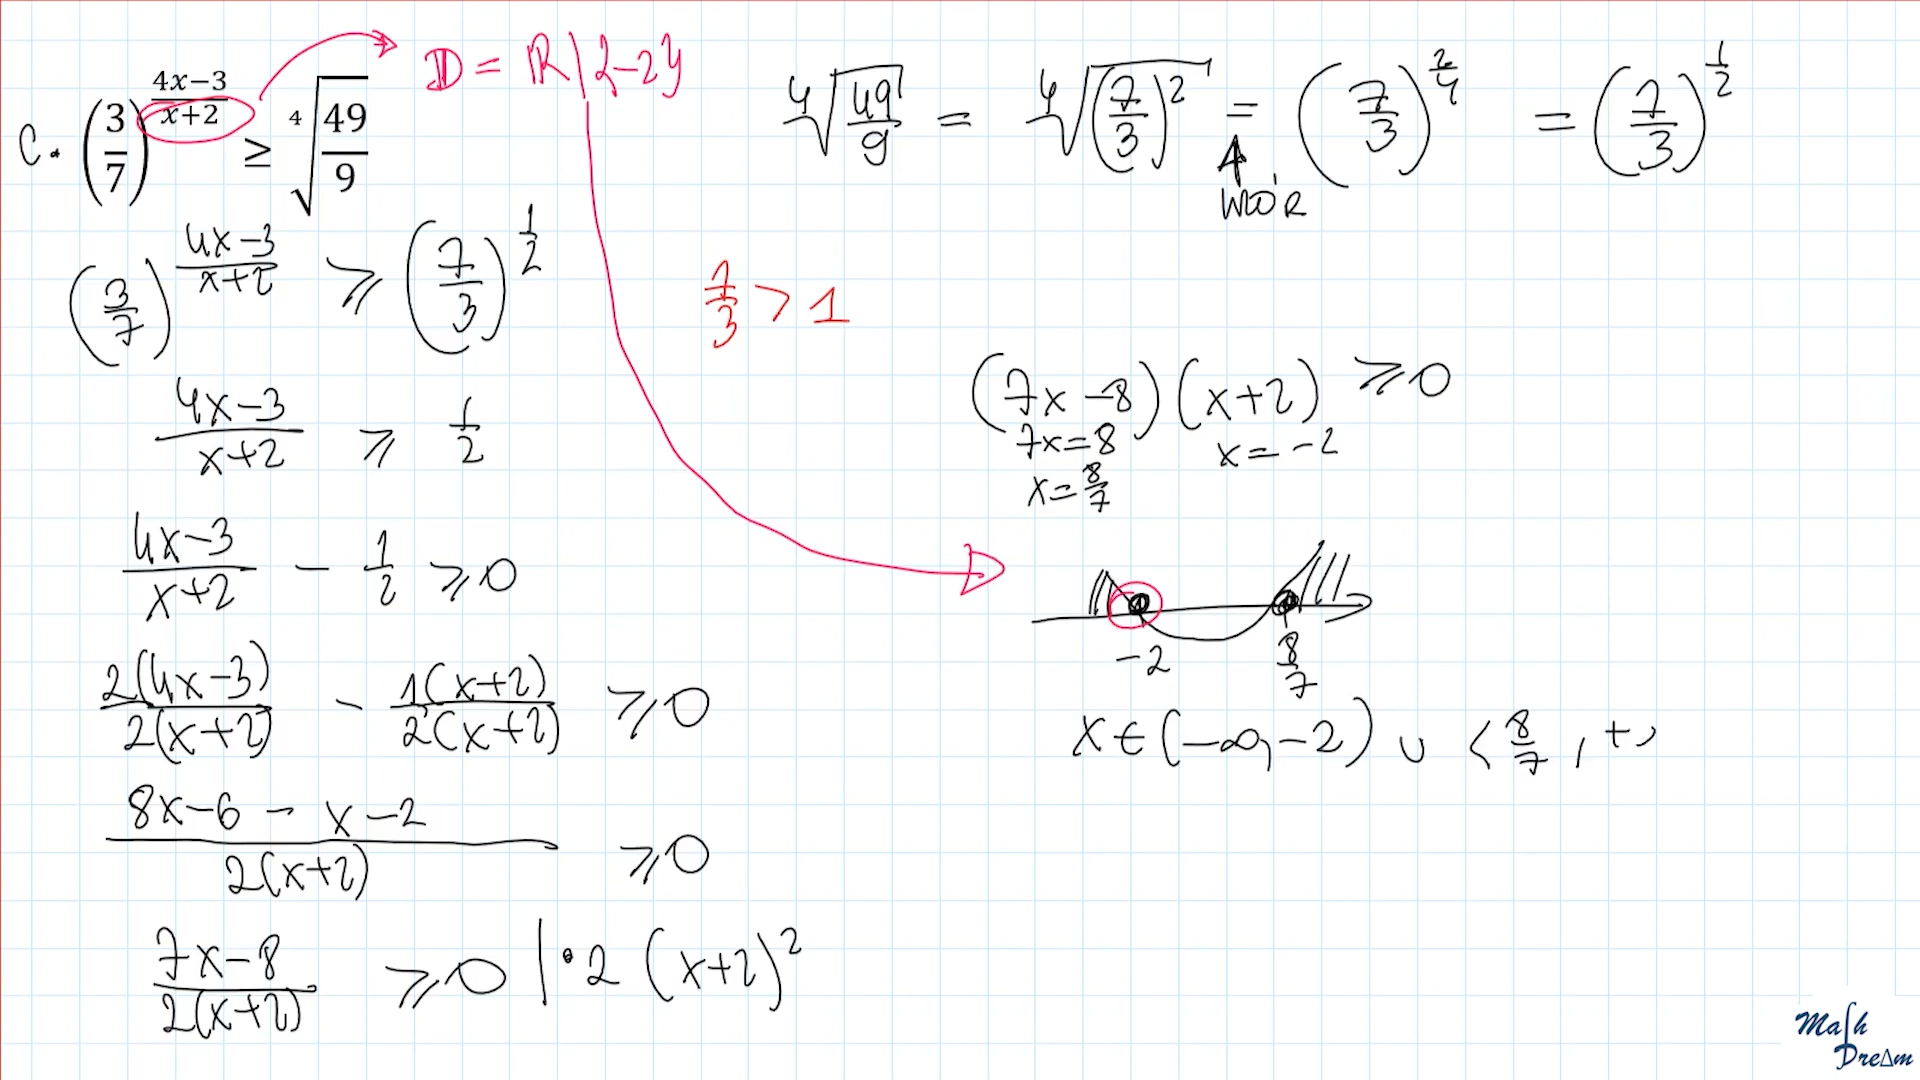 C. (3/7)^((4x−3)/(x+2)) ≥ ⁴√(49/9)
D = R \ {−2}
⁴√(49/9) = ⁴√((7/3)²) = (7/3)^(2/4) = (7/3)^(1/2)
WZÓR
(3/7)^((4x−3)/(x+2)) ≥ (7/3)^(1/2)
7/3 > 1
(4x−3)/(x+2) ≥ 1/2
(4x−3)/(x+2) − 1/2 ≥ 0
2(4x−3)/2(x+2) − 1(x+2)/2(x+2) ≥ 0
(8x−6 − x−2)/2(x+2) ≥ 0
(7x−8)/2(x+2) ≥ 0 | · 2(x+2)²
(7x−8)(x+2) ≥ 0
7x=8 x=−2
x=8/7
−2 8/7
x ∈ (−∞, −2) ∪ <8/7 , +
Math
Dream